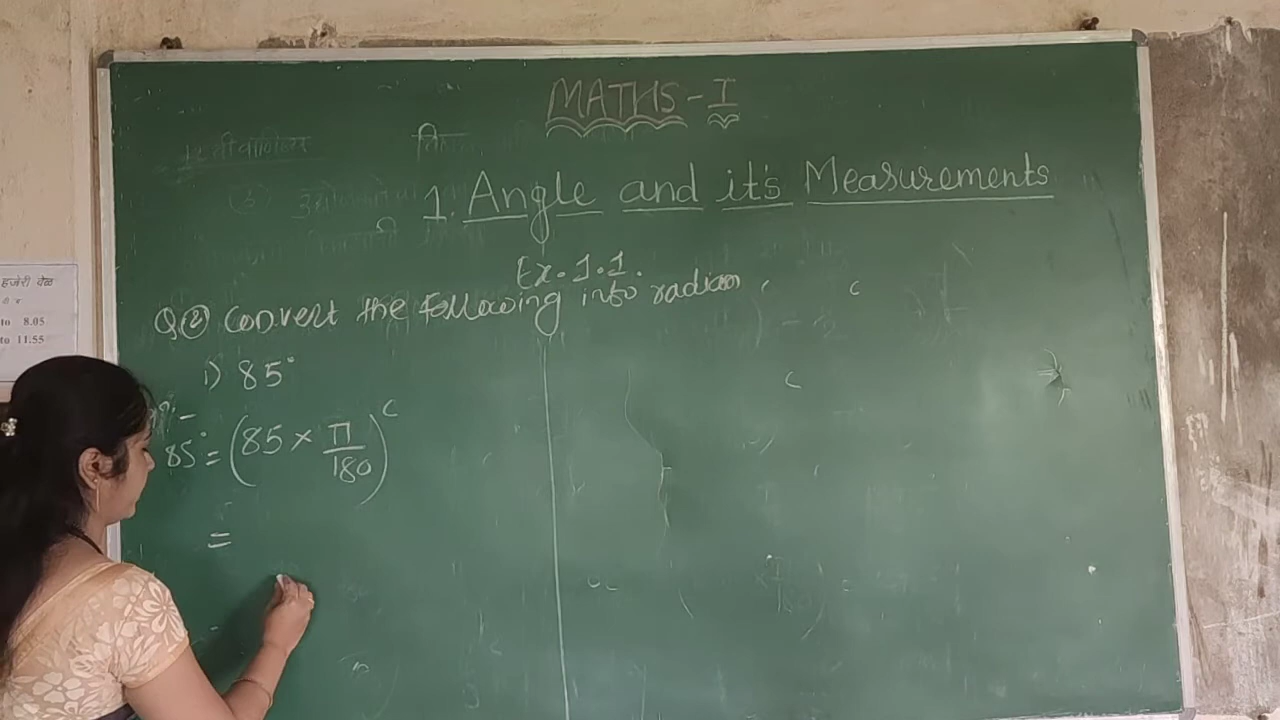 MATHS - I
1. Angle and it's Measurements
Ex. 1.1.
Q.② Convert the following into radian,
i) 85°
85° = (85 × π/180)ᶜ
=
हजेरी वेळ
to 8.05
to 11.55